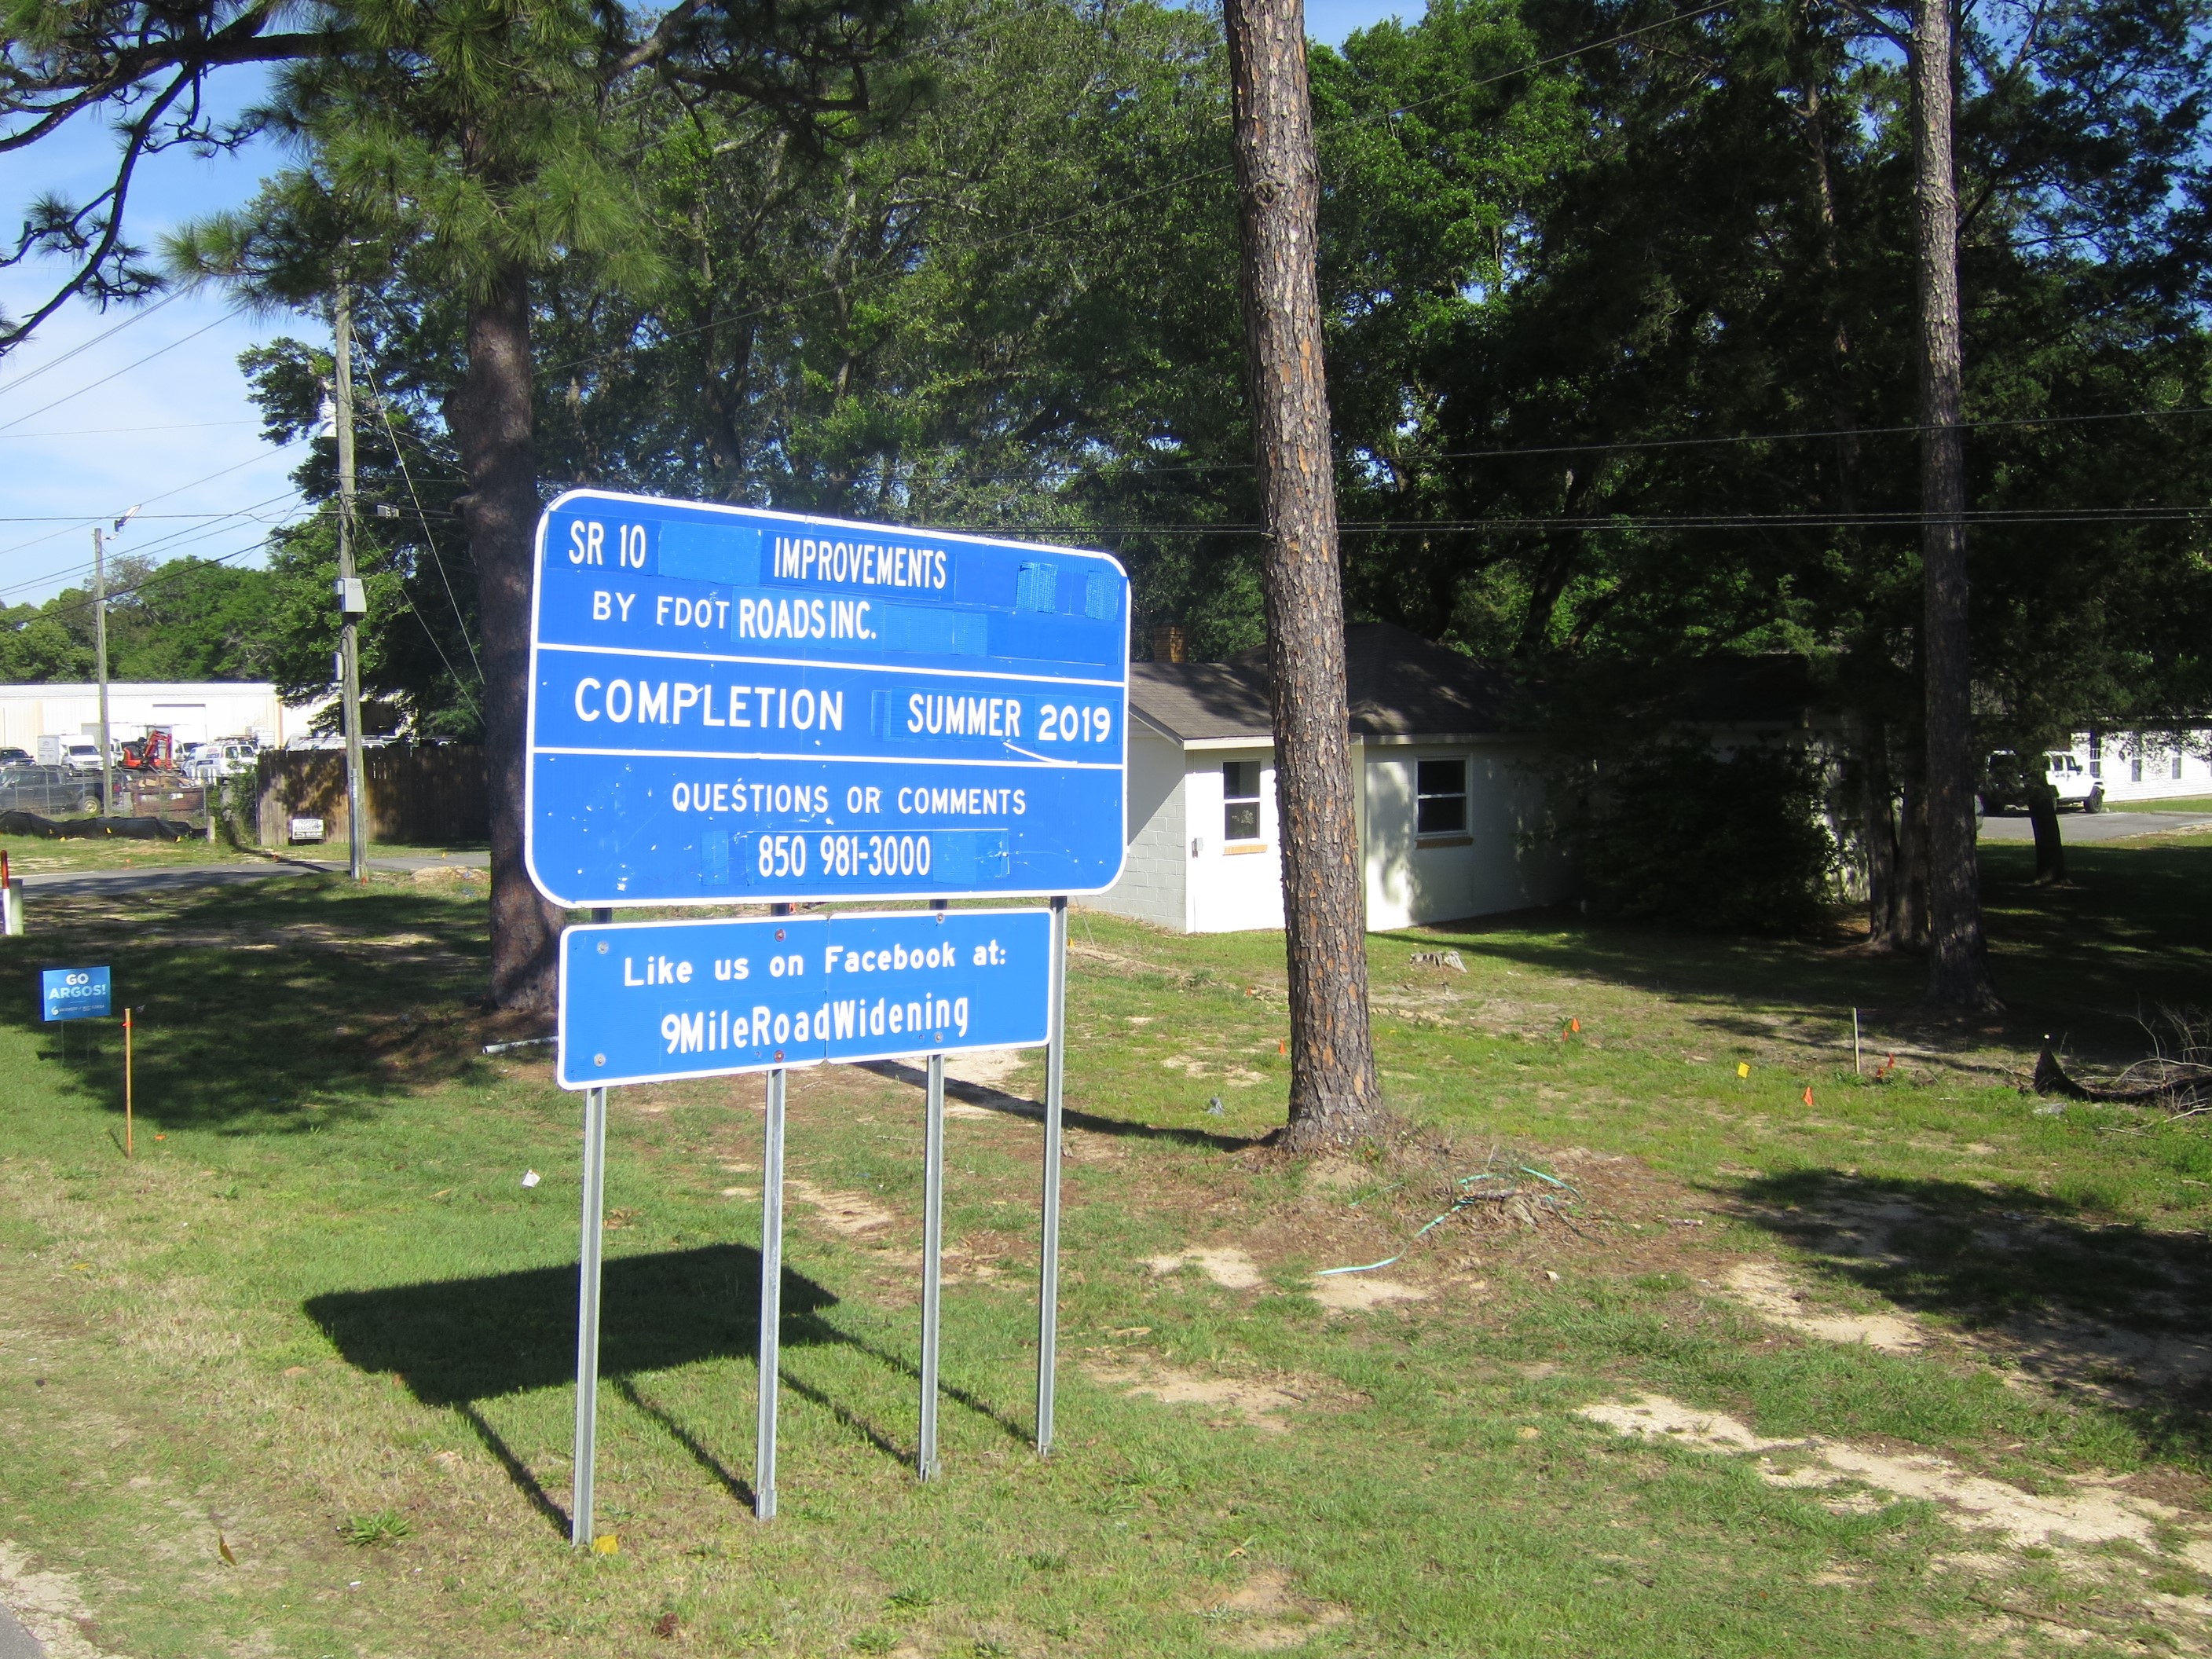 SR 10 IMPROVEMENTS
BY FDOT ROADS INC.
COMPLETION SUMMER 2019
QUESTIONS OR COMMENTS
850 981-3000
Like us on Facebook at:
9MileRoadWidening
GO
ARGOS!